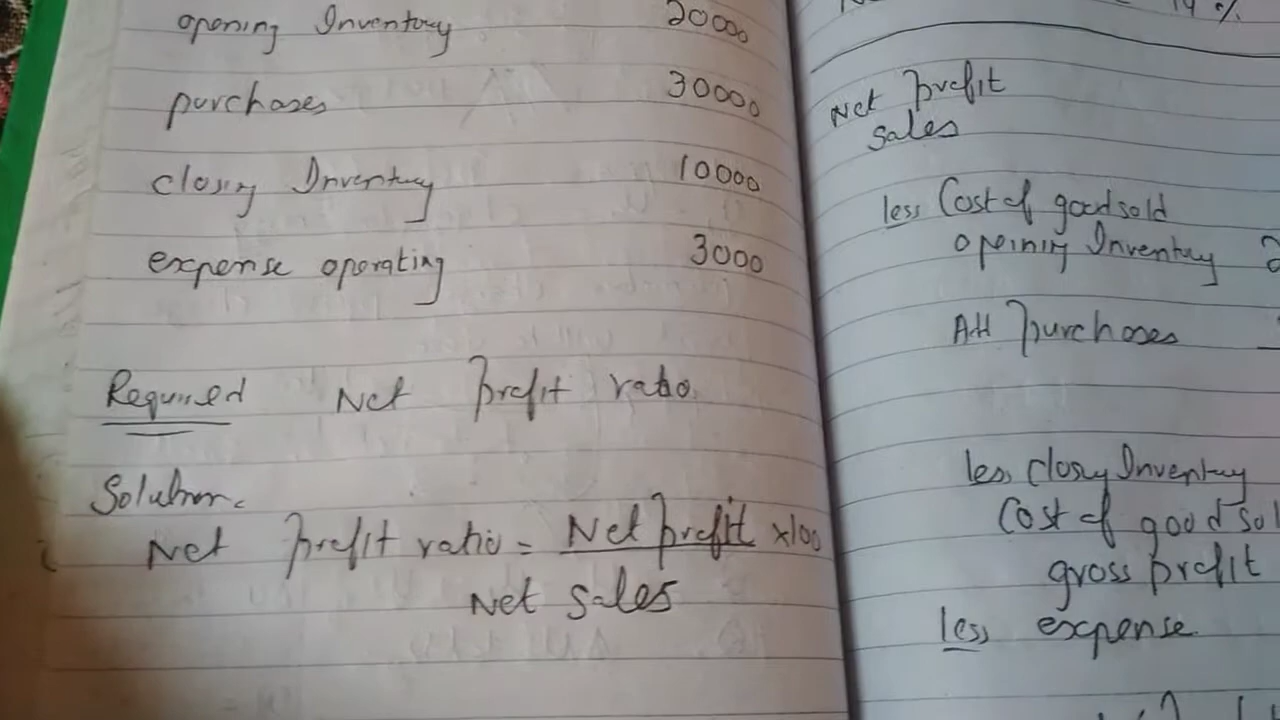 opening Inventory 20000
purchases 30000
closing Inventory 10000
expense operating 3000
Required Net profit ratio
Solution
Net profit ratio = Net profit x100
Net sales
14 %
Net profit
sales
less Cost of good sold
opening Inventory 2
Add purchases
less closing Inventory
Cost of good sol
gross profit
less expense